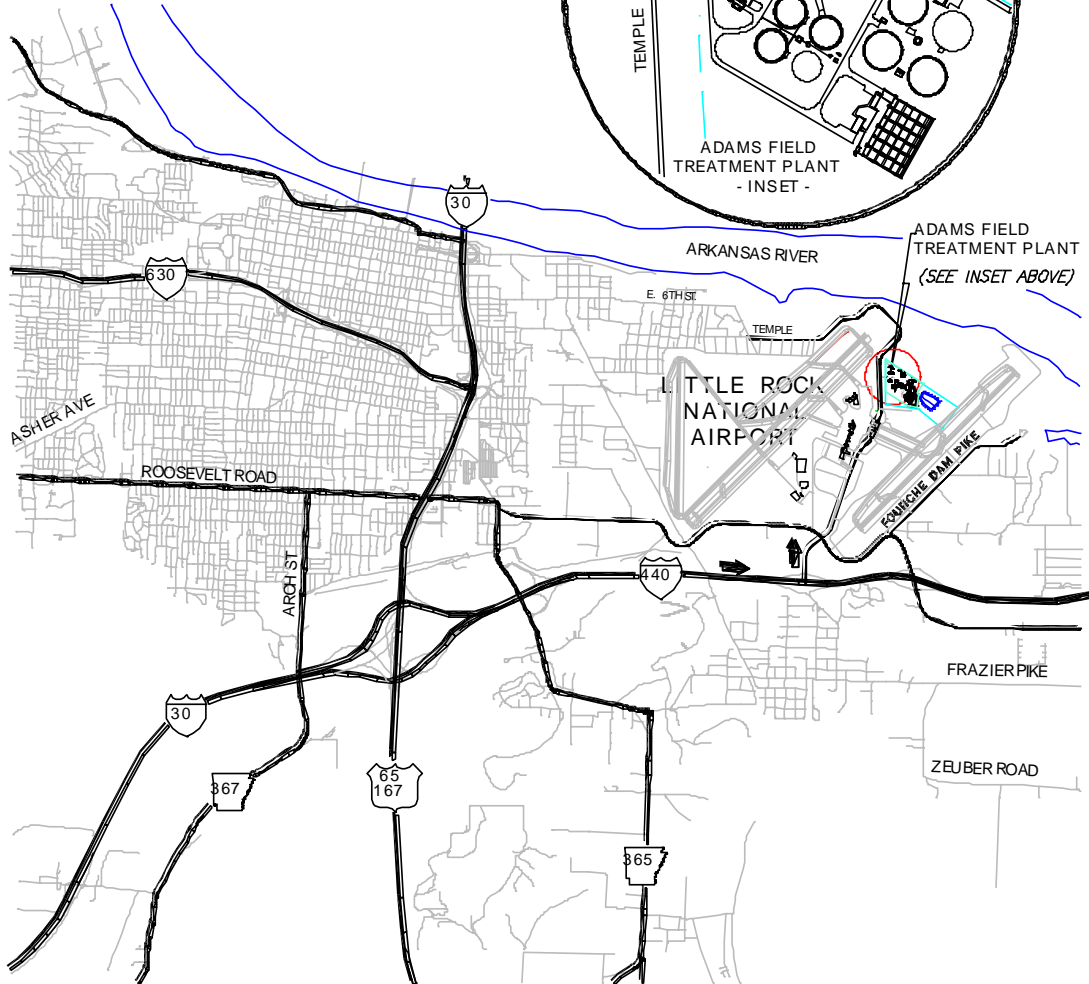 TEMPLE
ADAMS FIELD
TREATMENT PLANT
- INSET -
30
ADAMS FIELD
TREATMENT PLANT
(SEE INSET ABOVE)
ARKANSAS RIVER
630
E. 6TH ST.
TEMPLE
LITTLE ROCK
NATIONAL
AIRPORT
ASHER AVE
ROOSEVELT ROAD
FOURCHE DAM PIKE
ARCH ST
440
FRAZIER PIKE
30
ZEUBER ROAD
367
65
167
365